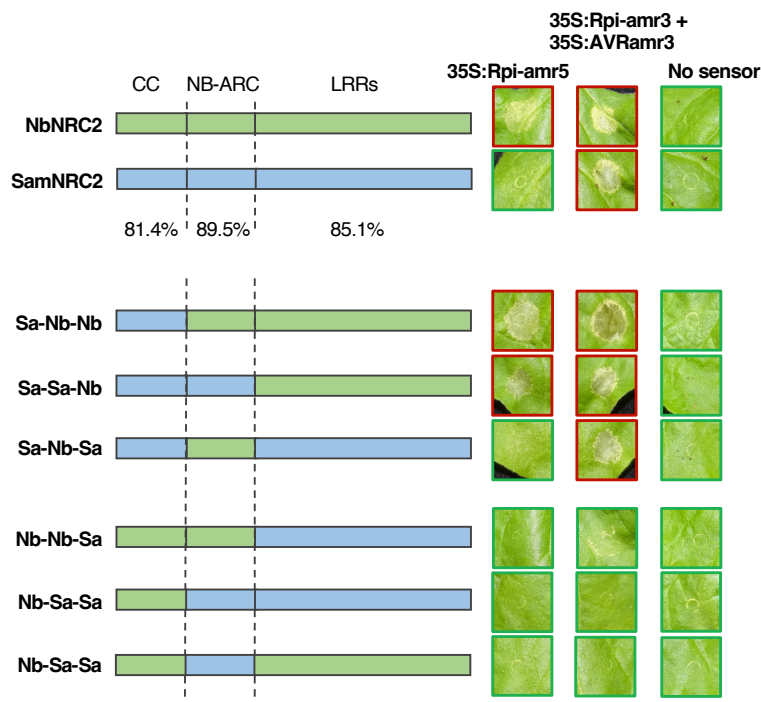 35S:Rpi-amr3 +
35S:AVRamr3
35S:Rpi-amr5 No sensor
CC NB-ARC LRRs
NbNRC2
SamNRC2
81.4% 89.5% 85.1%
Sa-Nb-Nb
Sa-Sa-Nb
Sa-Nb-Sa
Nb-Nb-Sa
Nb-Sa-Sa
Nb-Sa-Sa